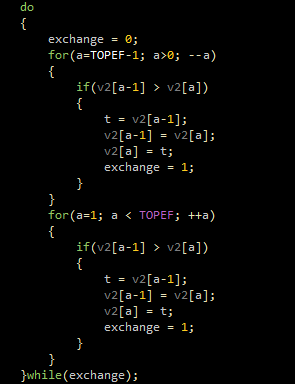 do
{
exchange = 0;
for(a=TOPEF-1; a>0; --a)
{
if(v2[a-1] > v2[a])
{
t = v2[a-1];
v2[a-1] = v2[a];
v2[a] = t;
exchange = 1;
}
}
for(a=1; a < TOPEF; ++a)
{
if(v2[a-1] > v2[a])
{
t = v2[a-1];
v2[a-1] = v2[a];
v2[a] = t;
exchange = 1;
}
}
}while(exchange);